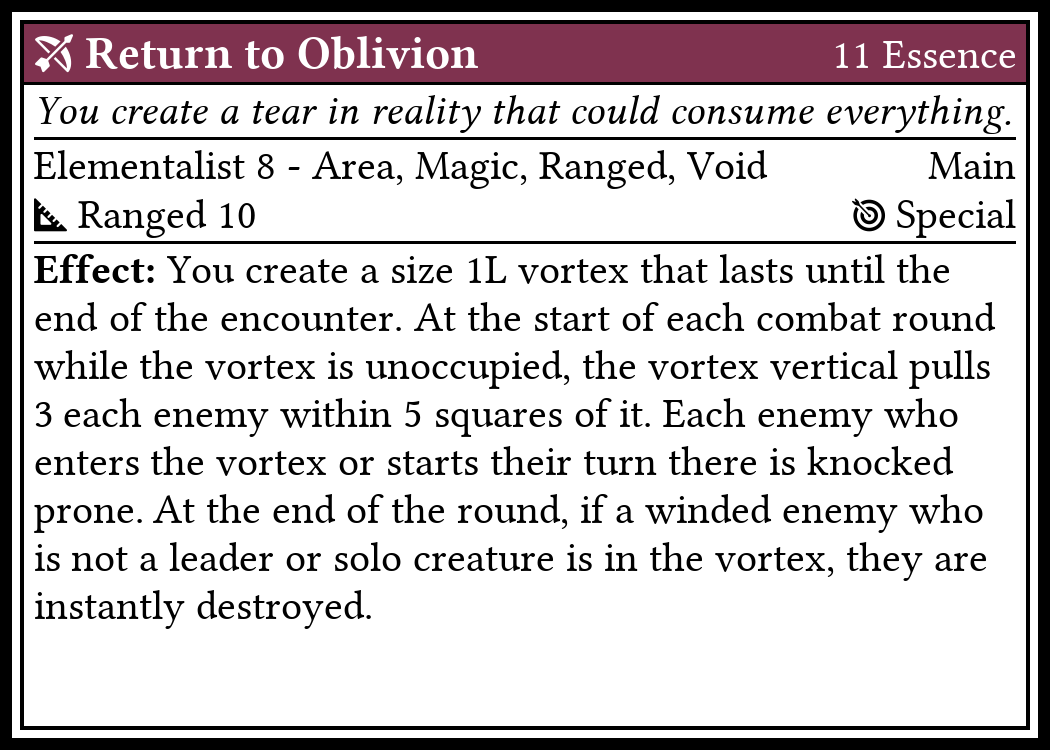 Return to Oblivion 11 Essence
You create a tear in reality that could consume everything.
Elementalist 8 - Area, Magic, Ranged, Void Main
Ranged 10 Special
Effect: You create a size 1L vortex that lasts until the
end of the encounter. At the start of each combat round
while the vortex is unoccupied, the vortex vertical pulls
3 each enemy within 5 squares of it. Each enemy who
enters the vortex or starts their turn there is knocked
prone. At the end of the round, if a winded enemy who
is not a leader or solo creature is in the vortex, they are
instantly destroyed.